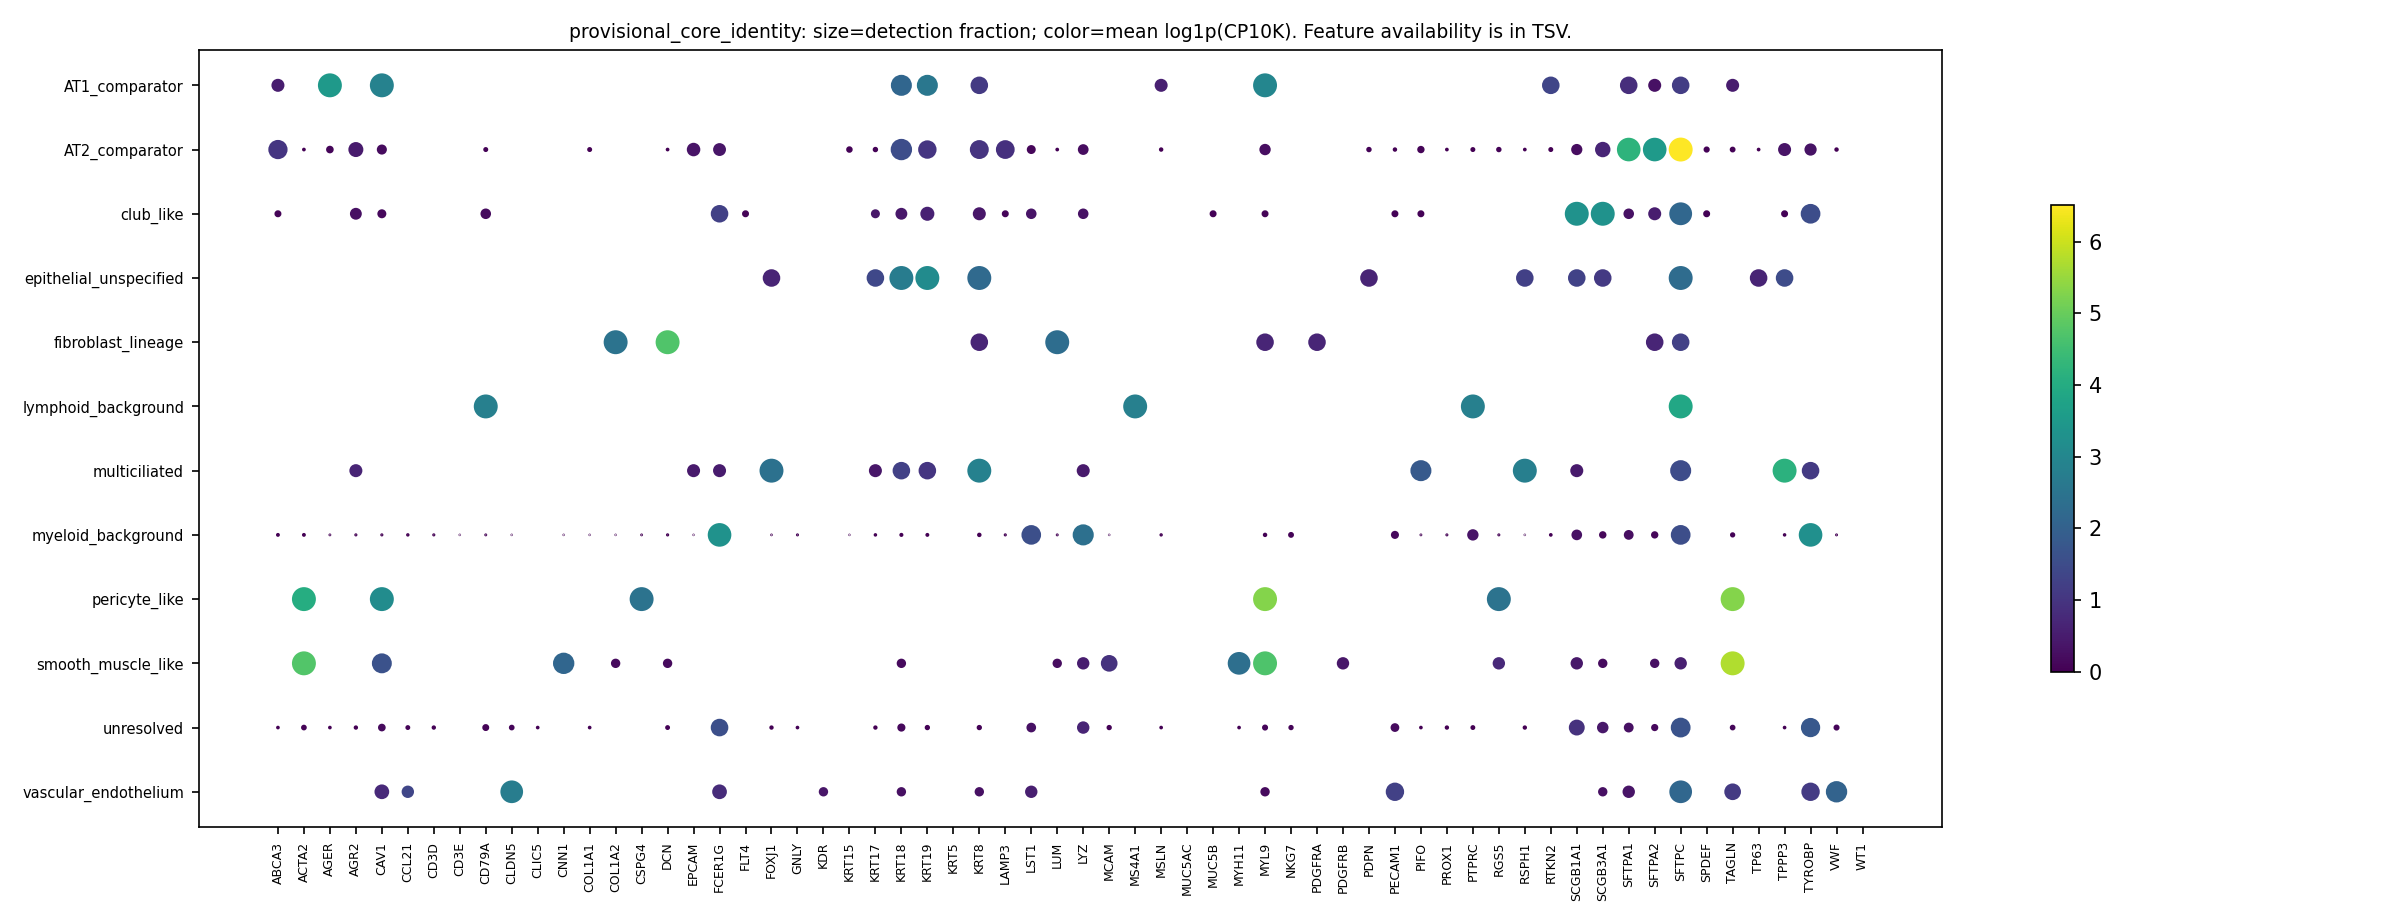 provisional_core_identity: size=detection fraction; color=mean log1p(CP10K). Feature availability is in TSV.
AT1_comparator
AT2_comparator
club_like
epithelial_unspecified
fibroblast_lineage
lymphoid_background
multiciliated
myeloid_background
pericyte_like
smooth_muscle_like
unresolved
vascular_endothelium
ABCA3
ACTA2
AGER
AGR2
CAV1
CCL21
CD3D
CD3E
CD79A
CLDN5
CLIC5
CNN1
COL1A1
COL1A2
CSPG4
DCN
EPCAM
FCER1G
FLT4
FOXJ1
GNLY
KDR
KRT15
KRT17
KRT18
KRT19
KRT5
KRT8
LAMP3
LST1
LUM
LYZ
MCAM
MS4A1
MSLN
MUC5AC
MUC5B
MYH11
MYL9
NKG7
PDGFRA
PDGFRB
PDPN
PECAM1
PIFO
PROX1
PTPRC
RGS5
RSPH1
RTKN2
SCGB1A1
SCGB3A1
SFTPA1
SFTPA2
SFTPC
SPDEF
TAGLN
TP63
TPPP3
TYROBP
VWF
WT1
6
5
4
3
2
1
0